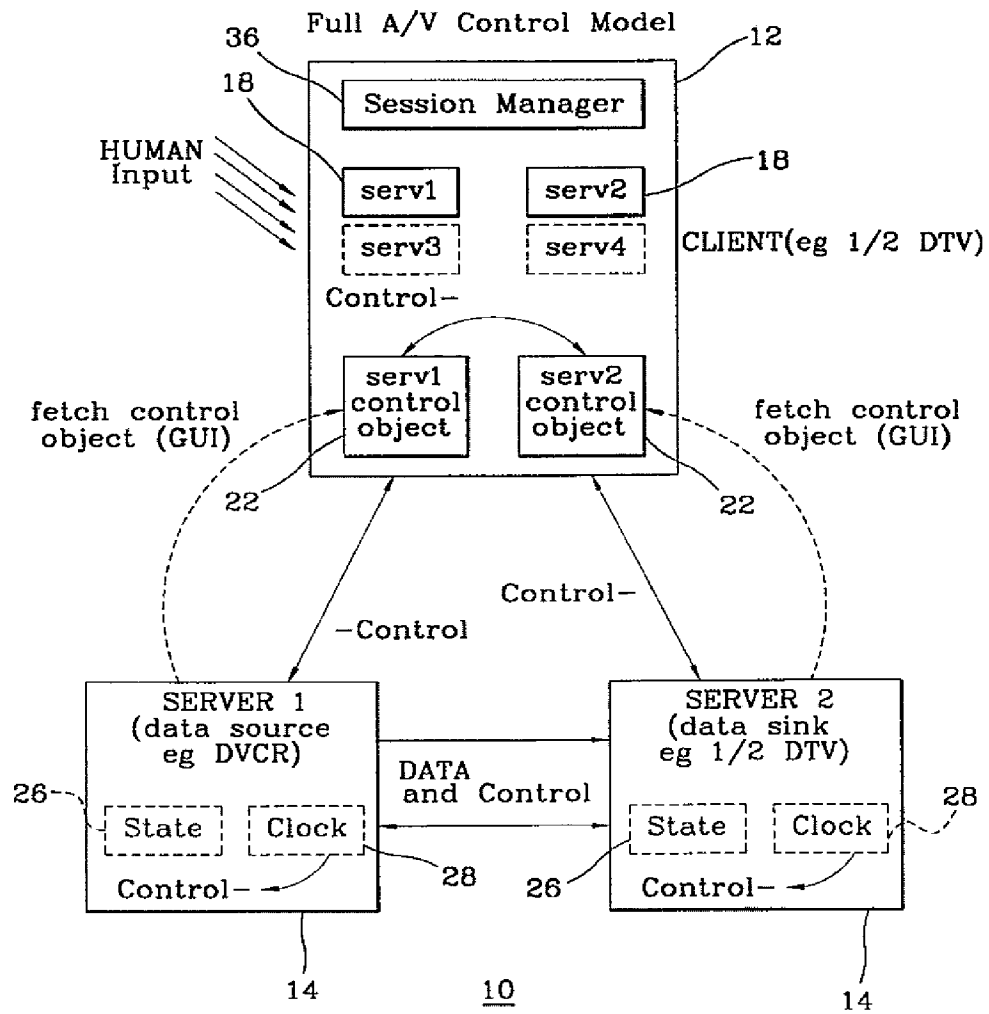 Full A/V Control Model
36
12
18
Session Manager
HUMAN
Input
18
serv1
serv2
serv3
serv4
CLIENT(eg 1/2 DTV)
Control-
serv1
control
object
serv2
control
object
fetch control
object (GUI)
fetch control
object (GUI)
22
22
Control-
-Control
SERVER 1
(data source
eg DVCR)
SERVER 2
(data sink
eg 1/2 DTV)
DATA
and Control
26
State
Clock
28
Control-
26
State
Clock
28
Control-
14
10
14